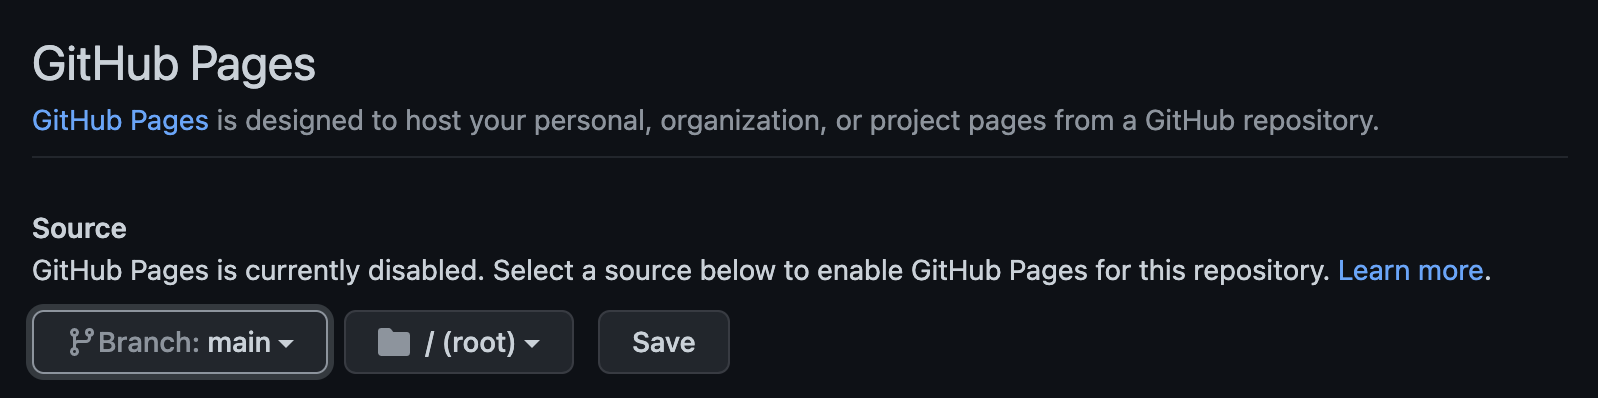 GitHub Pages
GitHub Pages is designed to host your personal, organization, or project pages from a GitHub repository.
Source
GitHub Pages is currently disabled. Select a source below to enable GitHub Pages for this repository. Learn more.
Branch: main / (root) Save